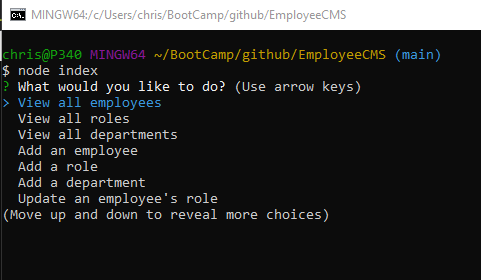 MINGW64:/c/Users/chris/BootCamp/github/EmployeeCMS
chris@P340 MINGW64 ~/BootCamp/github/EmployeeCMS (main)
$ node index
? What would you like to do? (Use arrow keys)
> View all employees
View all roles
View all departments
Add an employee
Add a role
Add a department
Update an employee's role
(Move up and down to reveal more choices)